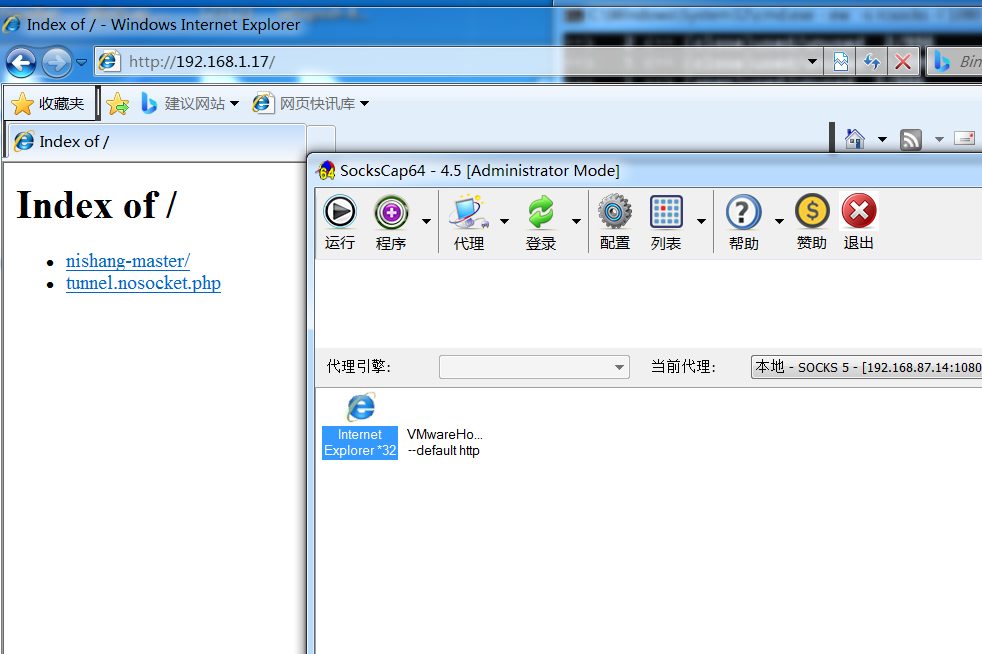 Index of / - Windows Internet Explorer
http://192.168.1.17/
Bin
收藏夹 建议网站 网页快讯库
Index of /
Index of /
nishang-master/
tunnel.nosocket.php
SocksCap64 - 4.5 [Administrator Mode]
运行 程序 代理 登录 配置 列表 帮助 赞助 退出
代理引擎: 当前代理: 本地 - SOCKS 5 - [192.168.87.14:1080
Internet Explorer *32
VMwareHo...
--default http